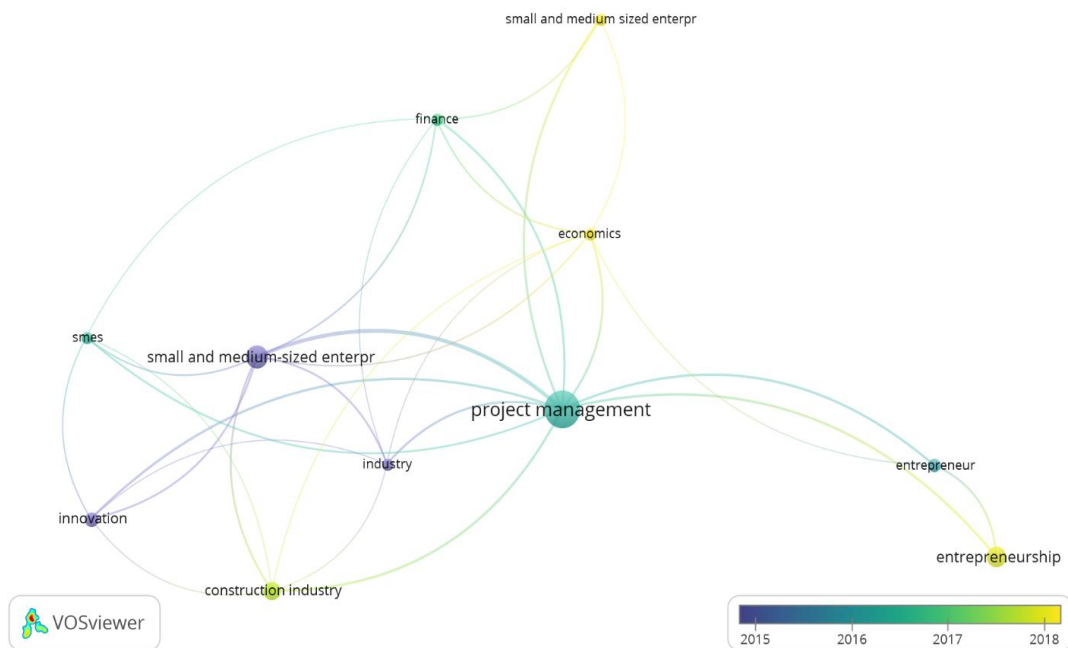 small and medium sized enterpr
finance
economics
smes
small and medium-sized enterpr
project management
industry
entrepreneur
innovation
entrepreneurship
construction industry
VOSviewer
2015 2016 2017 2018